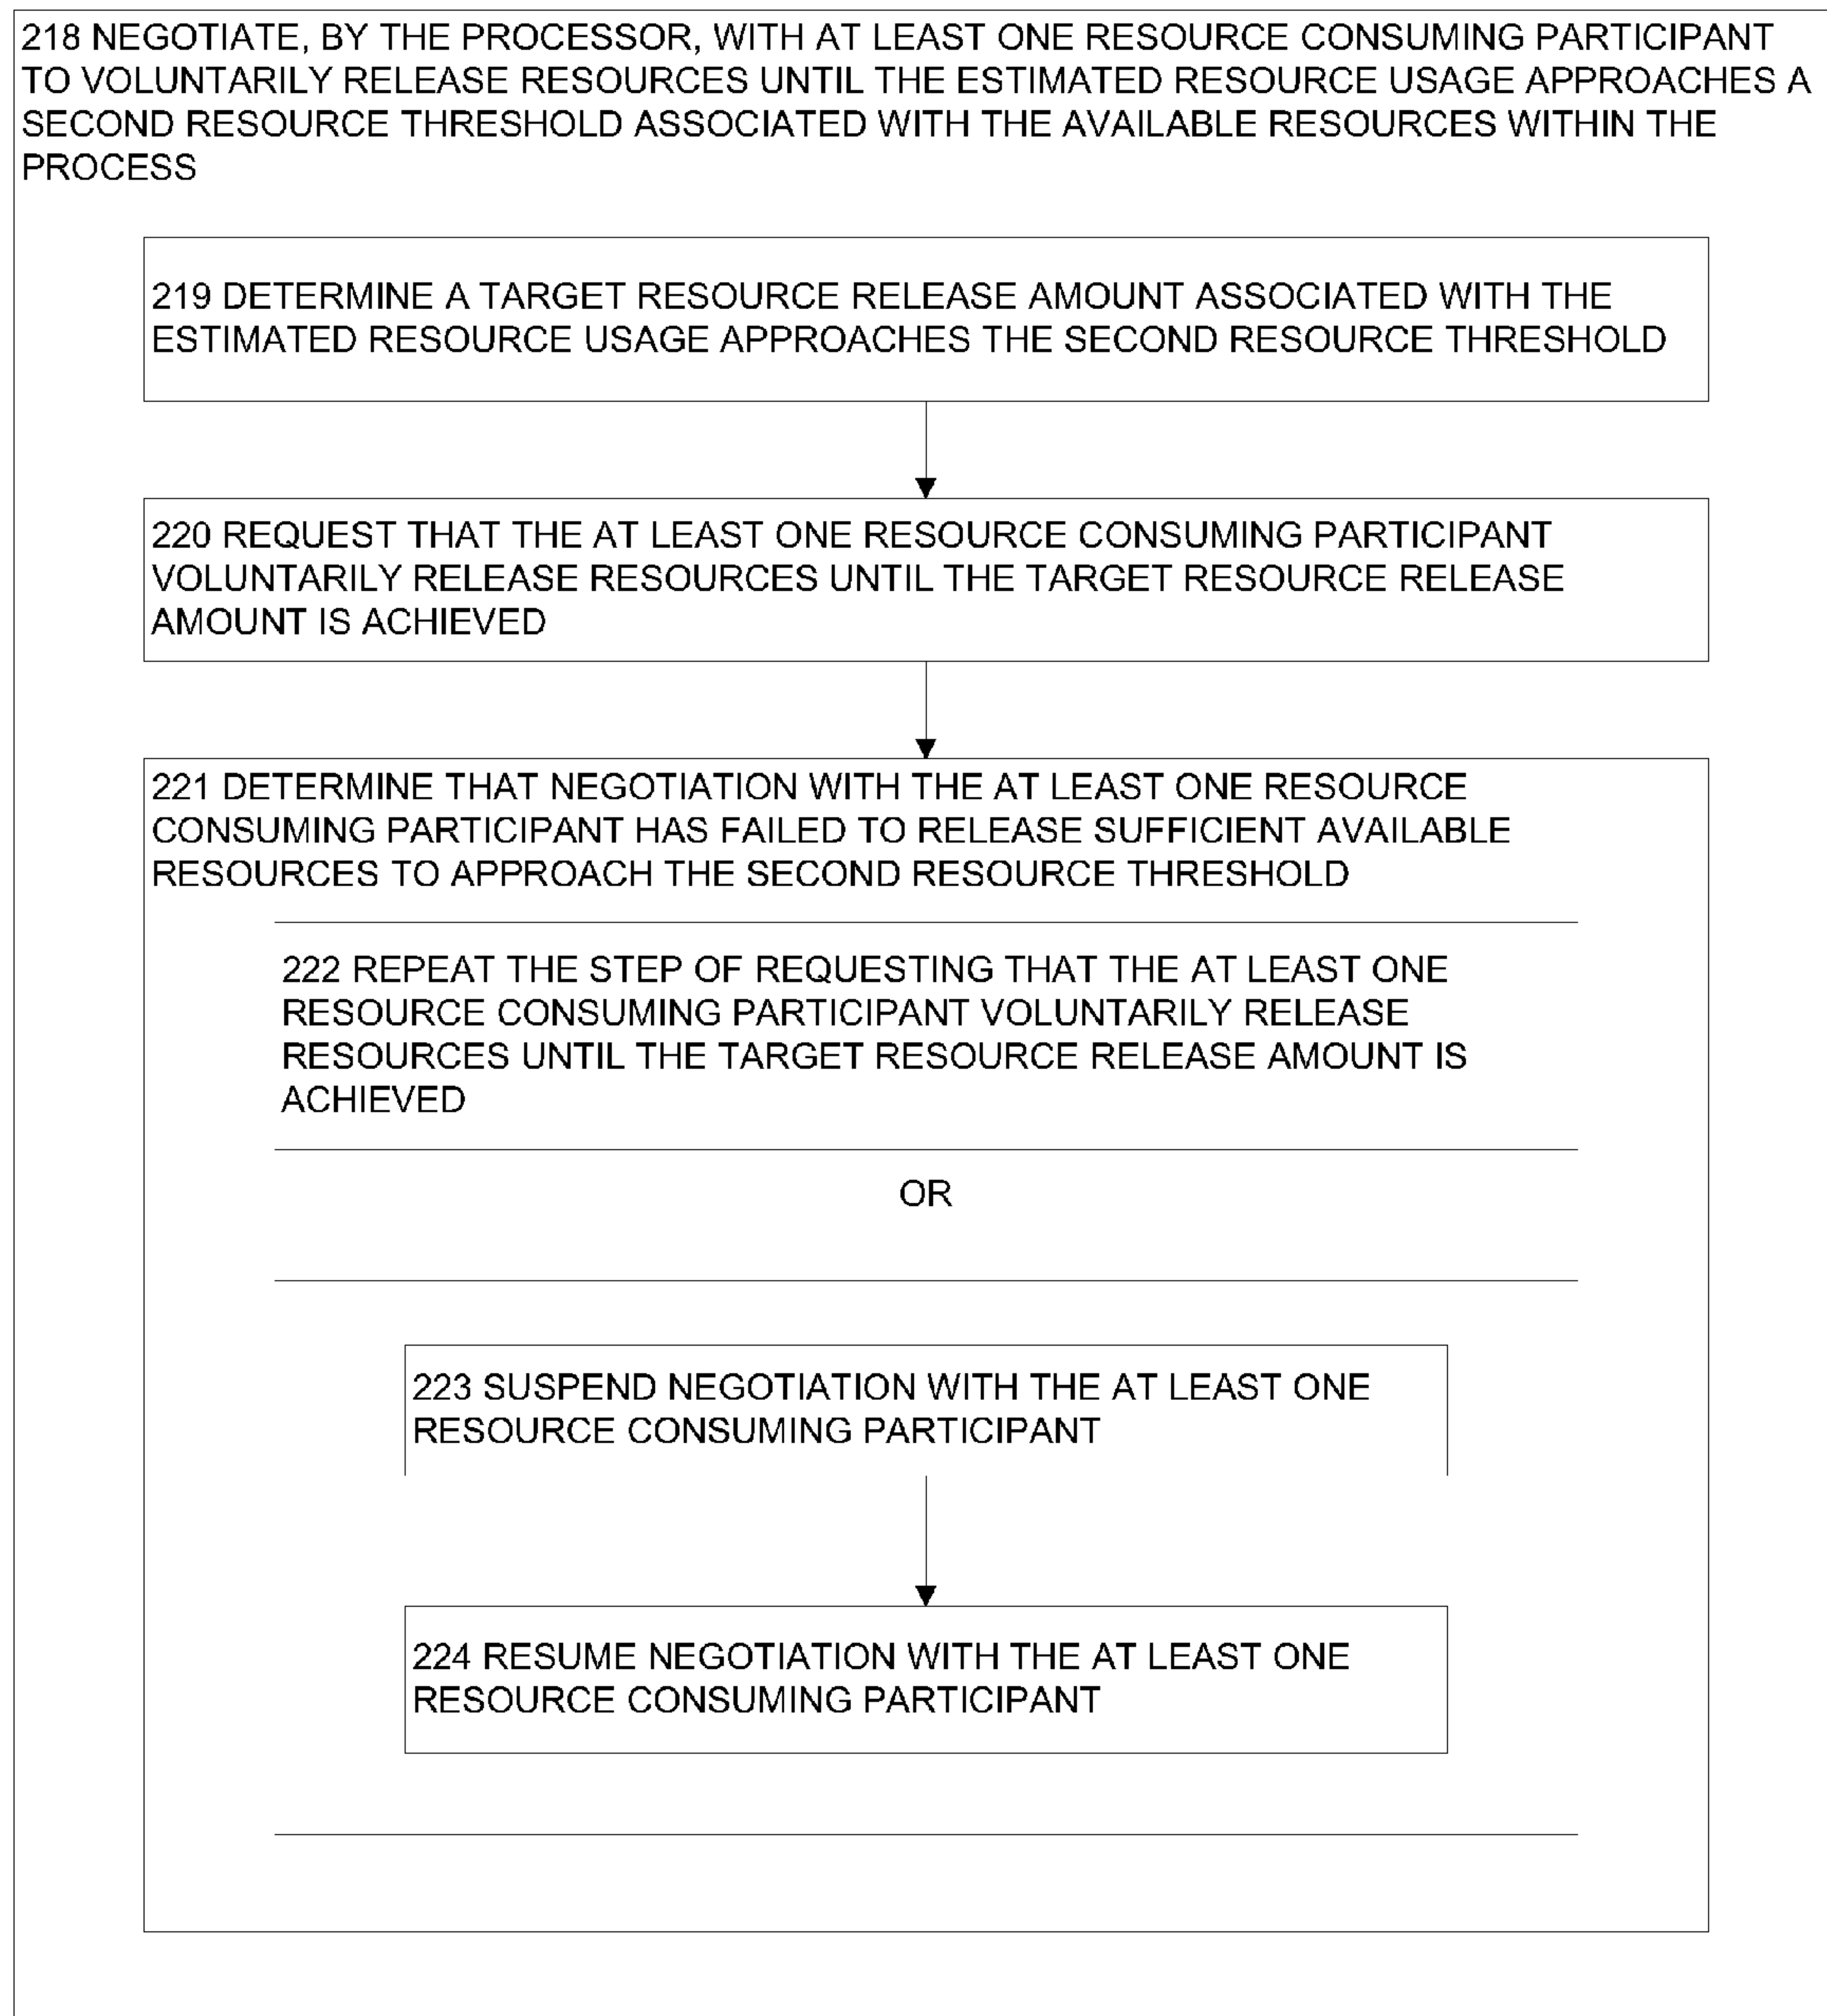 218 NEGOTIATE, BY THE PROCESSOR, WITH AT LEAST ONE RESOURCE CONSUMING PARTICIPANT
TO VOLUNTARILY RELEASE RESOURCES UNTIL THE ESTIMATED RESOURCE USAGE APPROACHES A
SECOND RESOURCE THRESHOLD ASSOCIATED WITH THE AVAILABLE RESOURCES WITHIN THE
PROCESS
219 DETERMINE A TARGET RESOURCE RELEASE AMOUNT ASSOCIATED WITH THE
ESTIMATED RESOURCE USAGE APPROACHES THE SECOND RESOURCE THRESHOLD
220 REQUEST THAT THE AT LEAST ONE RESOURCE CONSUMING PARTICIPANT
VOLUNTARILY RELEASE RESOURCES UNTIL THE TARGET RESOURCE RELEASE
AMOUNT IS ACHIEVED
221 DETERMINE THAT NEGOTIATION WITH THE AT LEAST ONE RESOURCE
CONSUMING PARTICIPANT HAS FAILED TO RELEASE SUFFICIENT AVAILABLE
RESOURCES TO APPROACH THE SECOND RESOURCE THRESHOLD
222 REPEAT THE STEP OF REQUESTING THAT THE AT LEAST ONE
RESOURCE CONSUMING PARTICIPANT VOLUNTARILY RELEASE
RESOURCES UNTIL THE TARGET RESOURCE RELEASE AMOUNT IS
ACHIEVED
OR
223 SUSPEND NEGOTIATION WITH THE AT LEAST ONE
RESOURCE CONSUMING PARTICIPANT
224 RESUME NEGOTIATION WITH THE AT LEAST ONE
RESOURCE CONSUMING PARTICIPANT